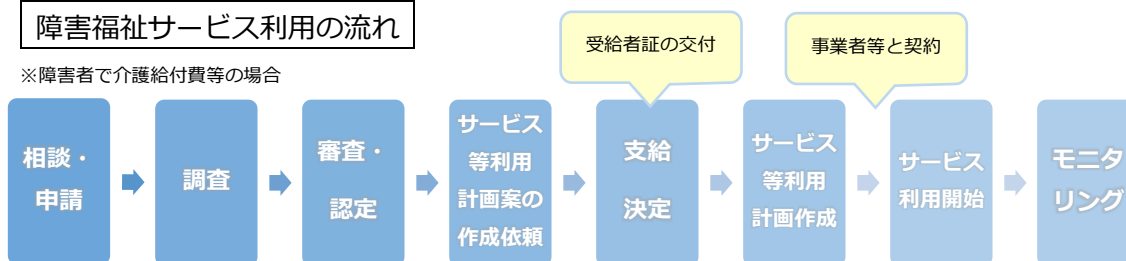 障害福祉サービス利用の流れ
※障害者で介護給付費等の場合
受給者証の交付
事業者等と契約
相談・
申請
調査
審査・
認定
サービス
等利用
計画案の
作成依頼
支給
決定
サービス
等利用
計画作成
サービス
利用開始
モニタ
リング